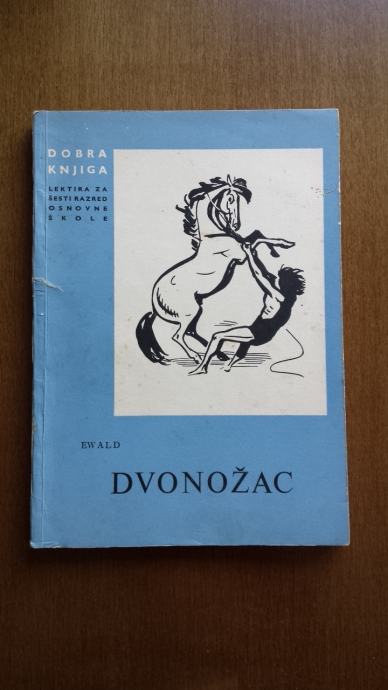 DOBRA
KNJIGA
LEKTIRA ZA
ŠESTI RAZRED
OSNOVNE
ŠKOLE
EWALD
DVONOŽAC